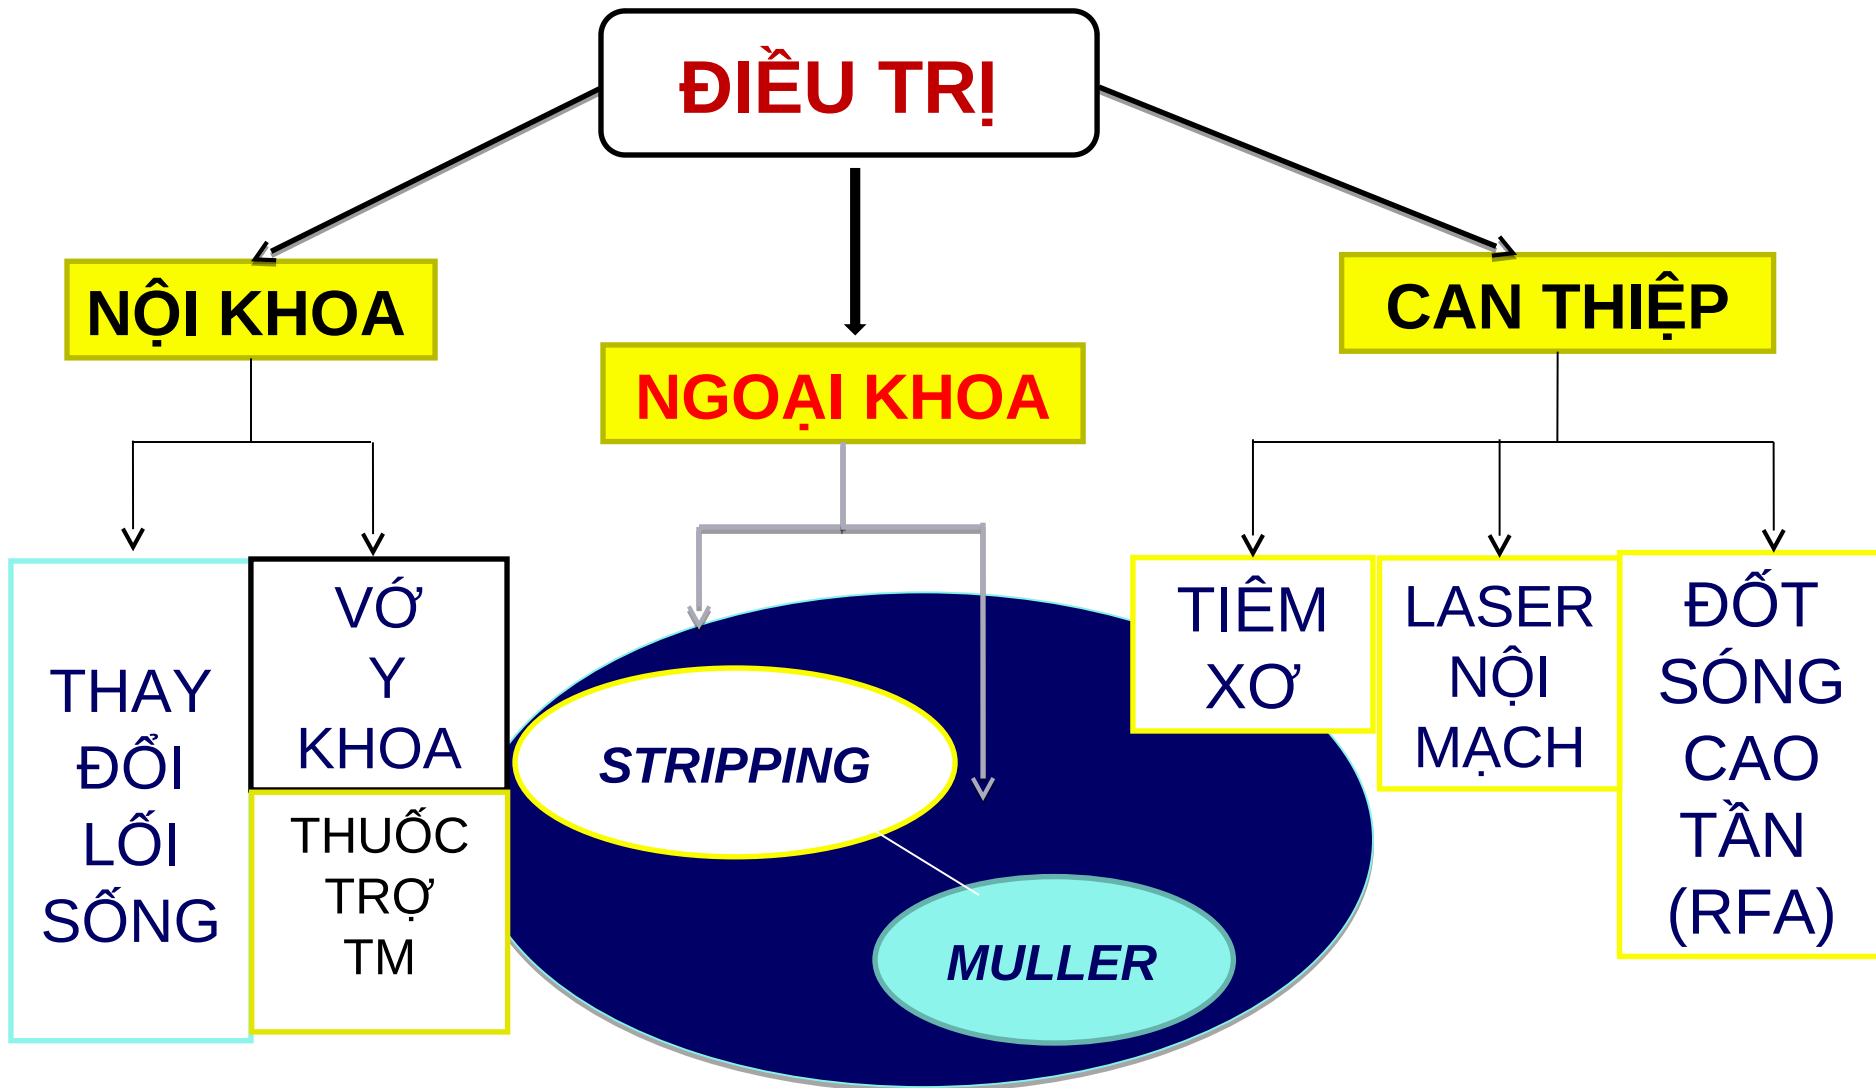 ĐIỀU TRỊ
NỘI KHOA
NGOẠI KHOA
CAN THIỆP
THAY
ĐỔI
LỐI
SỐNG
VỚ
Y
KHOA
THUỐC
TRỢ
TM
STRIPPING
MULLER
TIÊM
XƠ
LASER
NỘI
MẠCH
ĐỐT
SÓNG
CAO
TẦN
(RFA)